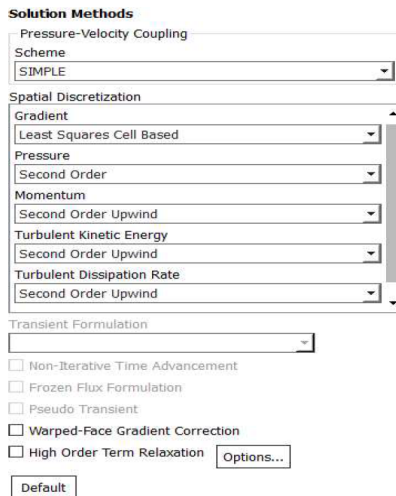 Solution Methods
Pressure-Velocity Coupling
Scheme
SIMPLE
Spatial Discretization
Gradient
Least Squares Cell Based
Pressure
Second Order
Momentum
Second Order Upwind
Turbulent Kinetic Energy
Second Order Upwind
Turbulent Dissipation Rate
Second Order Upwind
Transient Formulation
Non-Iterative Time Advancement
Frozen Flux Formulation
Pseudo Transient
Warped-Face Gradient Correction
High Order Term Relaxation Options...
Default